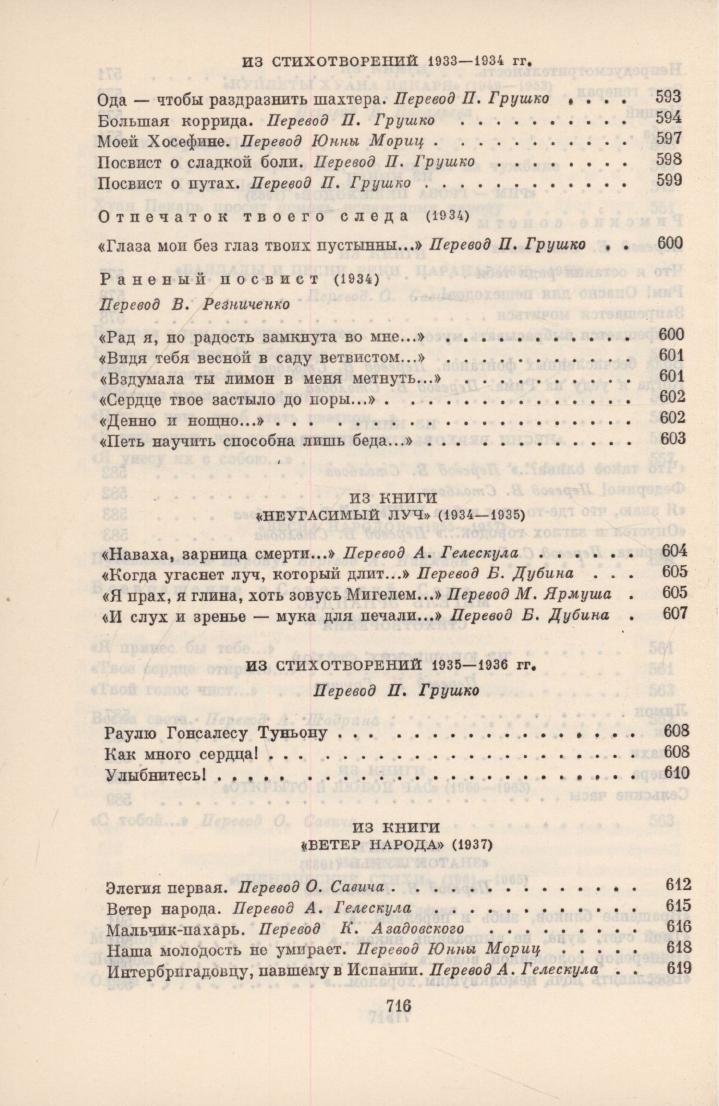 ИЗ СТИХОТВОРЕНИЙ 1933—1934 гг.
Ода — чтобы раздразнить шахтера. Перевод П. Грушко . . . . 593
Большая коррида. Перевод П. Грушко . . . . . . . . . . 594
Моей Хосефине. Перевод Юнны Мориц . . . . . . . . . . 597
Посвист о сладкой боли. Перевод П. Грушко . . . . . . . . 598
Посвист о путах. Перевод П. Грушко . . . . . . . . . . . 599
Отпечаток твоего следа (1934)
«Глаза мои без глаз твоих пустынны...» Перевод П. Грушко . . 600
Раненый посвист (1934)
Перевод В. Резниченко
«Рад я, но радость замкнута во мне...» . . . . . . . . . . 600
«Видя тебя весной в саду ветвистом...» . . . . . . . . . . 601
«Вздумала ты лимон в меня метнуть...» . . . . . . . . . 601
«Сердце твое застыло до поры...» . . . . . . . . . . . . . 602
«Денно и нощно...» . . . . . . . . . . . . . . . . . . 602
«Петь научить способна лишь беда...» . . . . . . . . . . . 603
ИЗ КНИГИ
«НЕУГАСИМЫЙ ЛУЧ» (1934—1935)
«Наваха, зарница смерти...» Перевод А. Гелескула . . . . . . 604
«Когда угаснет луч, который длит...» Перевод Б. Дубина . . . 605
«Я прах, я глина, хоть зовусь Мигелем...» Перевод М. Ярмуша . 605
«И слух и зренье — мука для печали...» Перевод Б. Дубина . 607
ИЗ СТИХОТВОРЕНИЙ 1935—1936 гг.
Перевод П. Грушко
Раулю Гонсалесу Туньону . . . . . . . . . . . . . . . 608
Как много сердца! . . . . . . . . . . . . . . . . . . 608
Улыбнитесь! . . . . . . . . . . . . . . . . . . . . . 610
ИЗ КНИГИ
«ВЕТЕР НАРОДА» (1937)
Элегия первая. Перевод О. Савича . . . . . . . . . . . . 612
Ветер народа. Перевод А. Гелескула . . . . . . . . . . . 615
Мальчик-пахарь. Перевод К. Азадовского . . . . . . . . 616
Наша молодость не умирает. Перевод Юнны Мориц . . . . . 618
Интербригадовцу, павшему в Испании. Перевод А. Гелескула . . 619
716